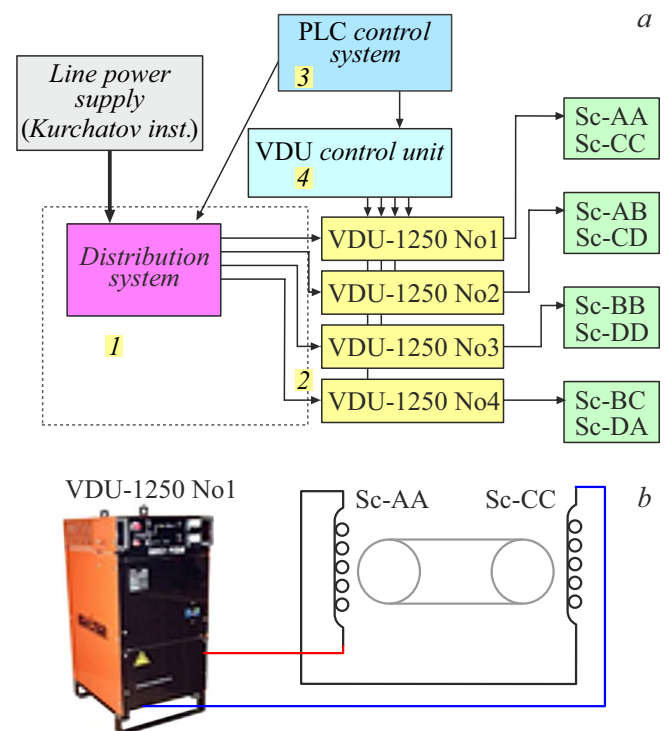 a
PLC control
system
3
Line power
supply
(Kurchatov inst.)
VDU control unit
4
Sc-AA
Sc-CC
Sc-AB
Sc-CD
Sc-BB
Sc-DD
Sc-BC
Sc-DA
Distribution
system
1
2
VDU-1250 No1
VDU-1250 No2
VDU-1250 No3
VDU-1250 No4
b
VDU-1250 No1
Sc-AA
Sc-CC